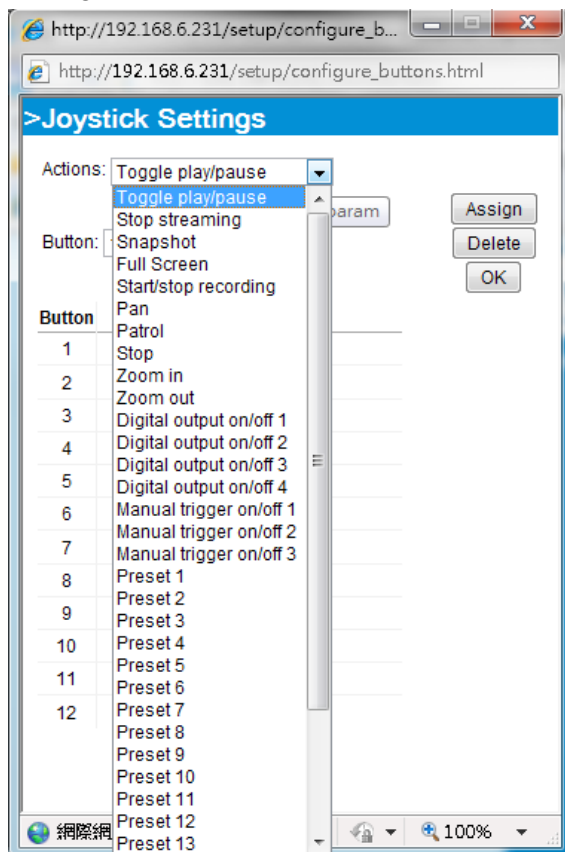 http://192.168.6.231/setup/configure_b...
http://192.168.6.231/setup/configure_buttons.html
>Joystick Settings
Actions: Toggle play/pause
Toggle play/pause
Stop streaming
Snapshot
Full Screen
Start/stop recording
Pan
Patrol
Stop
Zoom in
Zoom out
Digital output on/off 1
Digital output on/off 2
Digital output on/off 3
Digital output on/off 4
Manual trigger on/off 1
Manual trigger on/off 2
Manual trigger on/off 3
Preset 1
Preset 2
Preset 3
Preset 4
Preset 5
Preset 6
Preset 7
Preset 8
Preset 9
Preset 10
Preset 11
Preset 12
Preset 13
param
Assign
Button:
Delete
OK
Button
1
2
3
4
5
6
7
8
9
10
11
12
網際網
100%